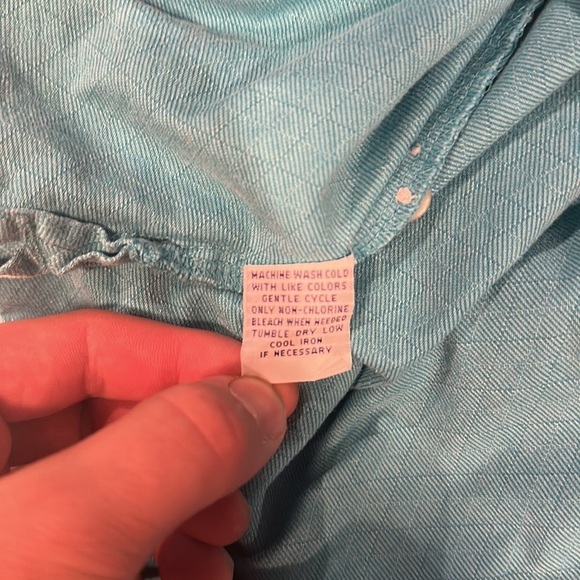 MACHINE WASH COLD
WITH LIKE COLORS
GENTLE CYCLE
ONLY NON-CHLORINE
BLEACH WHEN NEEDED
TUMBLE DRY LOW
COOL IRON
IF NECESSARY